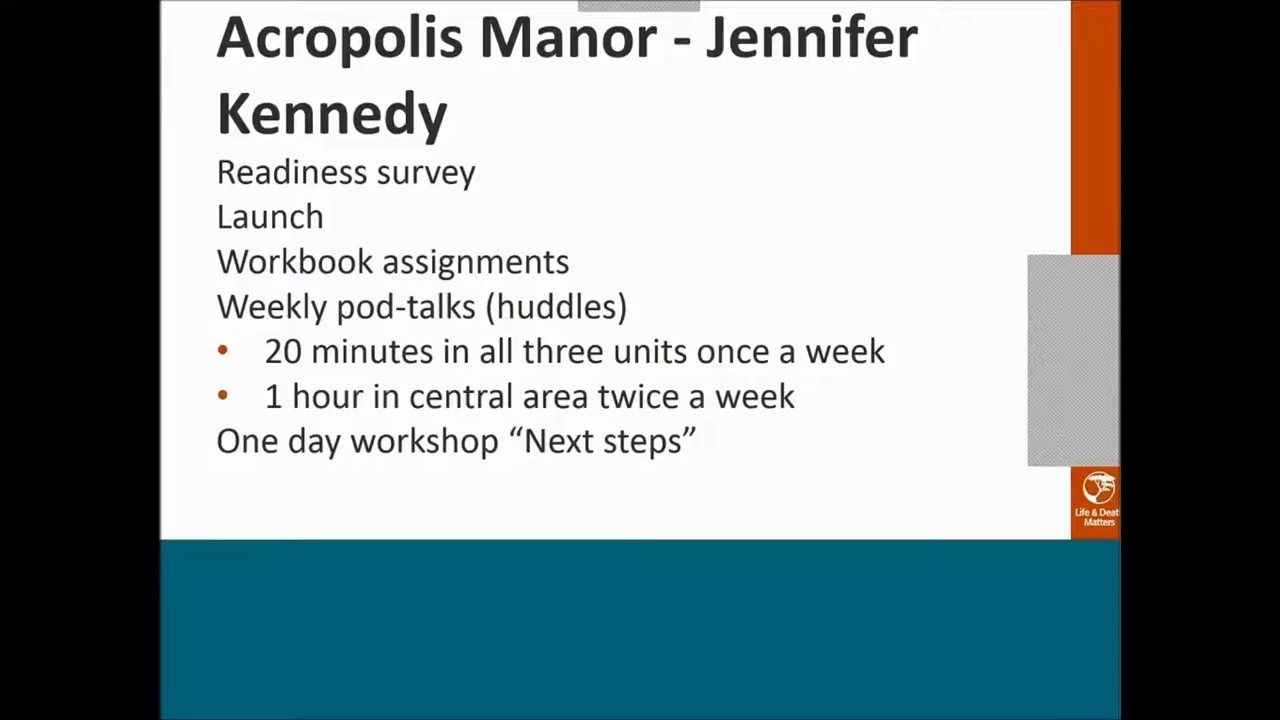 Acropolis Manor - Jennifer
Kennedy
Readiness survey
Launch
Workbook assignments
Weekly pod-talks (huddles)
• 20 minutes in all three units once a week
• 1 hour in central area twice a week
One day workshop “Next steps”
Life & Deat
Matters